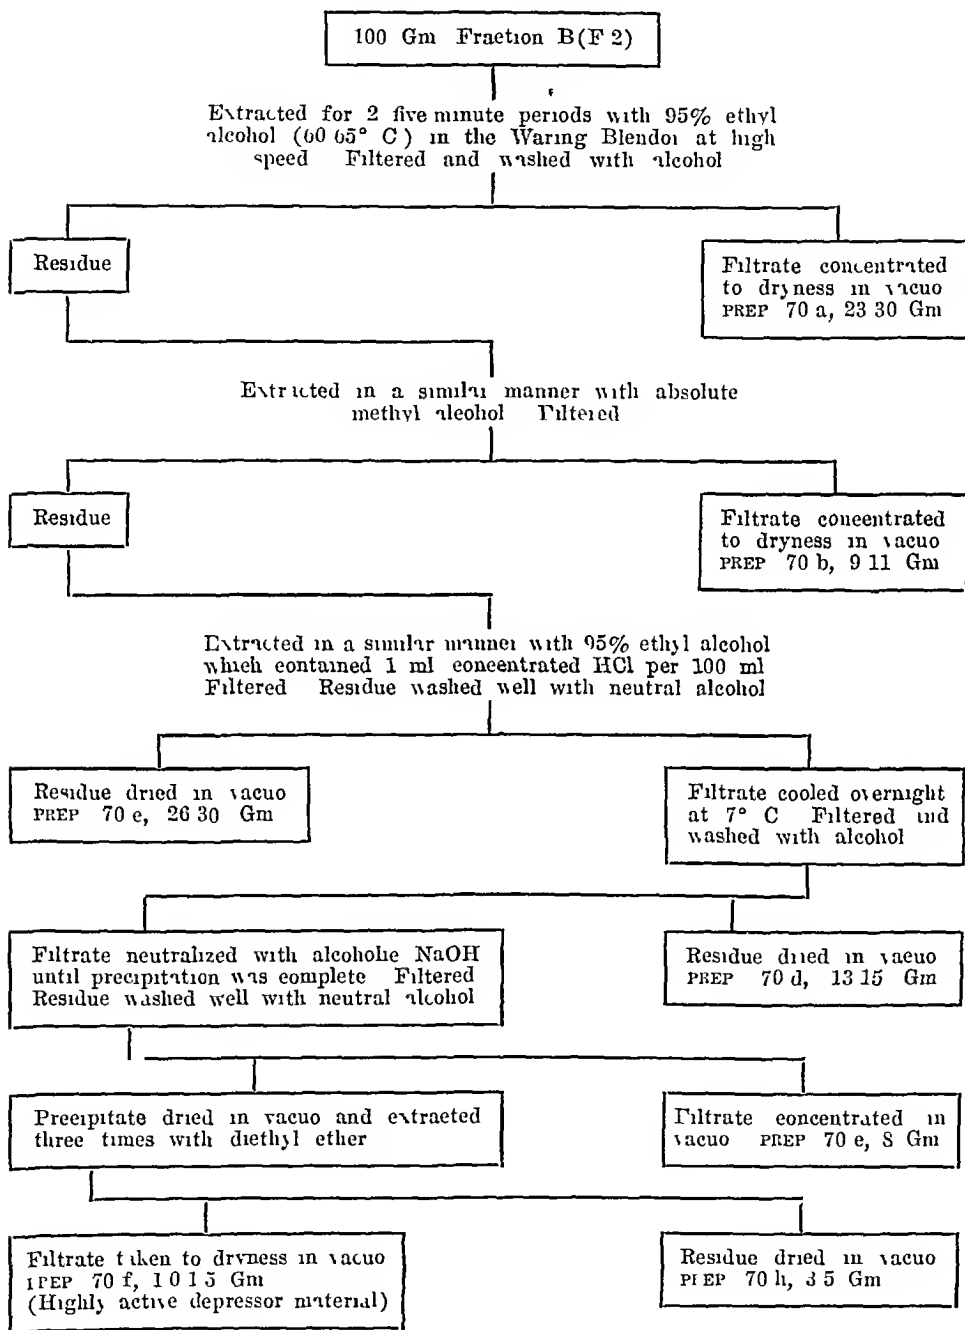 100 Gm Fraction B(F 2)
Extracted for 2 five minute periods with 95% ethyl
alcohol (60 65° C) in the Waring Blendor at high
speed Filtered and washed with alcohol
Residue
Filtrate concentrated
to dryness in vacuo
PREP 70 a, 23 30 Gm
Extracted in a similar manner with absolute
methyl alcohol Filtered
Residue
Filtrate concentrated
to dryness in vacuo
PREP 70 b, 9 11 Gm
Extracted in a similar manner with 95% ethyl alcohol
which contained 1 ml concentrated HCl per 100 ml
Filtered Residue washed well with neutral alcohol
Residue dried in vacuo
PREP 70 c, 26 30 Gm
Filtrate cooled overnight
at 7° C Filtered and
washed with alcohol
Filtrate neutralized with alcoholic NaOH
until precipitation was complete Filtered
Residue washed well with neutral alcohol
Residue dried in vacuo
PREP 70 d, 13 15 Gm
Precipitate dried in vacuo and extracted
three times with diethyl ether
Filtrate concentrated in
vacuo PREP 70 e, 8 Gm
Filtrate taken to dryness in vacuo
PREP 70 f, 10 15 Gm
(Highly active depressor material)
Residue dried in vacuo
PREP 70 h, 3 5 Gm